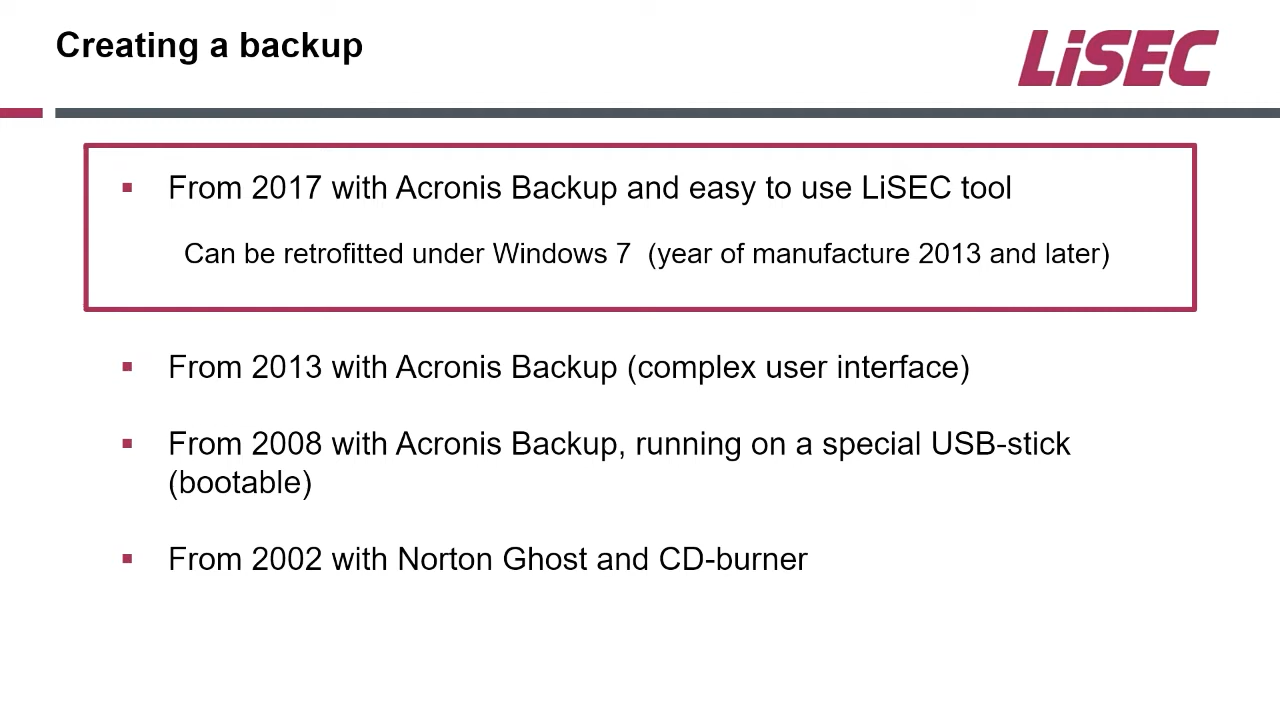 Creating a backup
LiSEC
From 2017 with Acronis Backup and easy to use LiSEC tool
Can be retrofitted under Windows 7  (year of manufacture 2013 and later)
From 2013 with Acronis Backup (complex user interface)
From 2008 with Acronis Backup, running on a special USB-stick
(bootable)
From 2002 with Norton Ghost and CD-burner